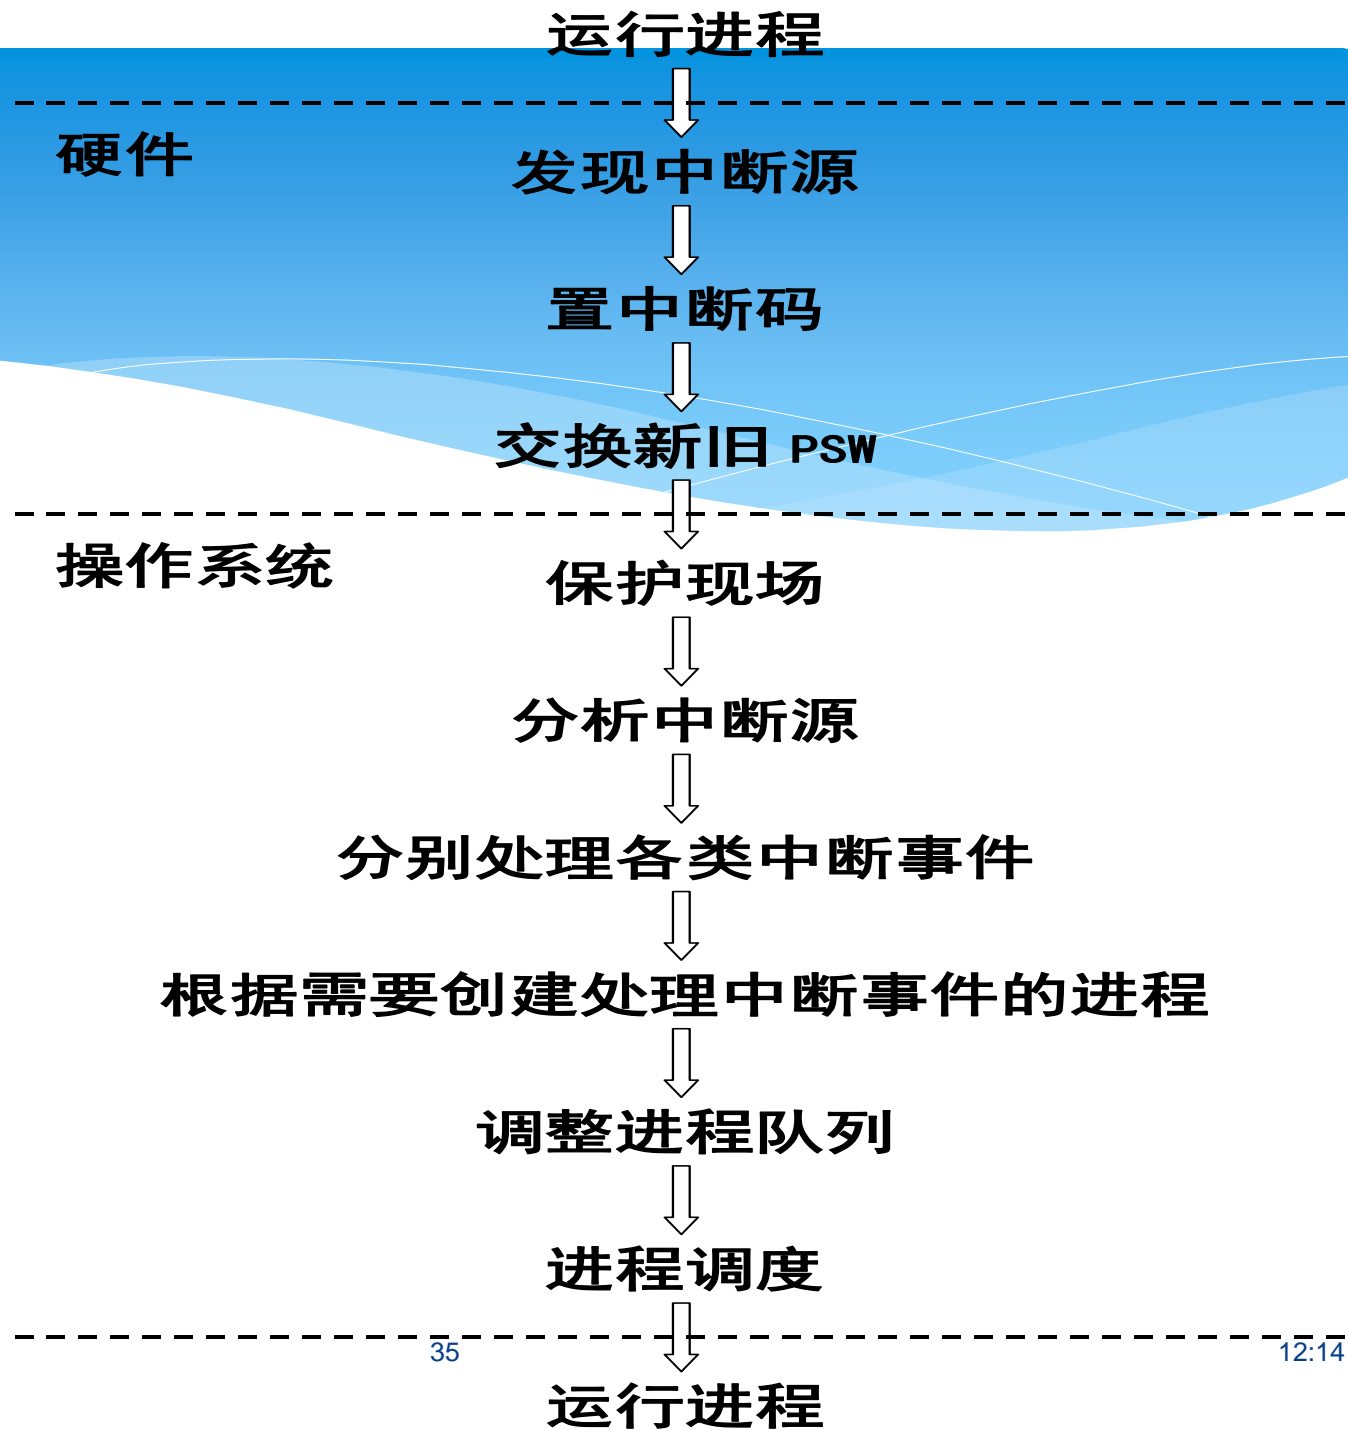 运行进程
硬件
发现中断源
置中断码
交换新旧 PSW
操作系统
保护现场
分析中断源
分别处理各类中断事件
根据需要创建处理中断事件的进程
调整进程队列
进程调度
35
12:14
运行进程